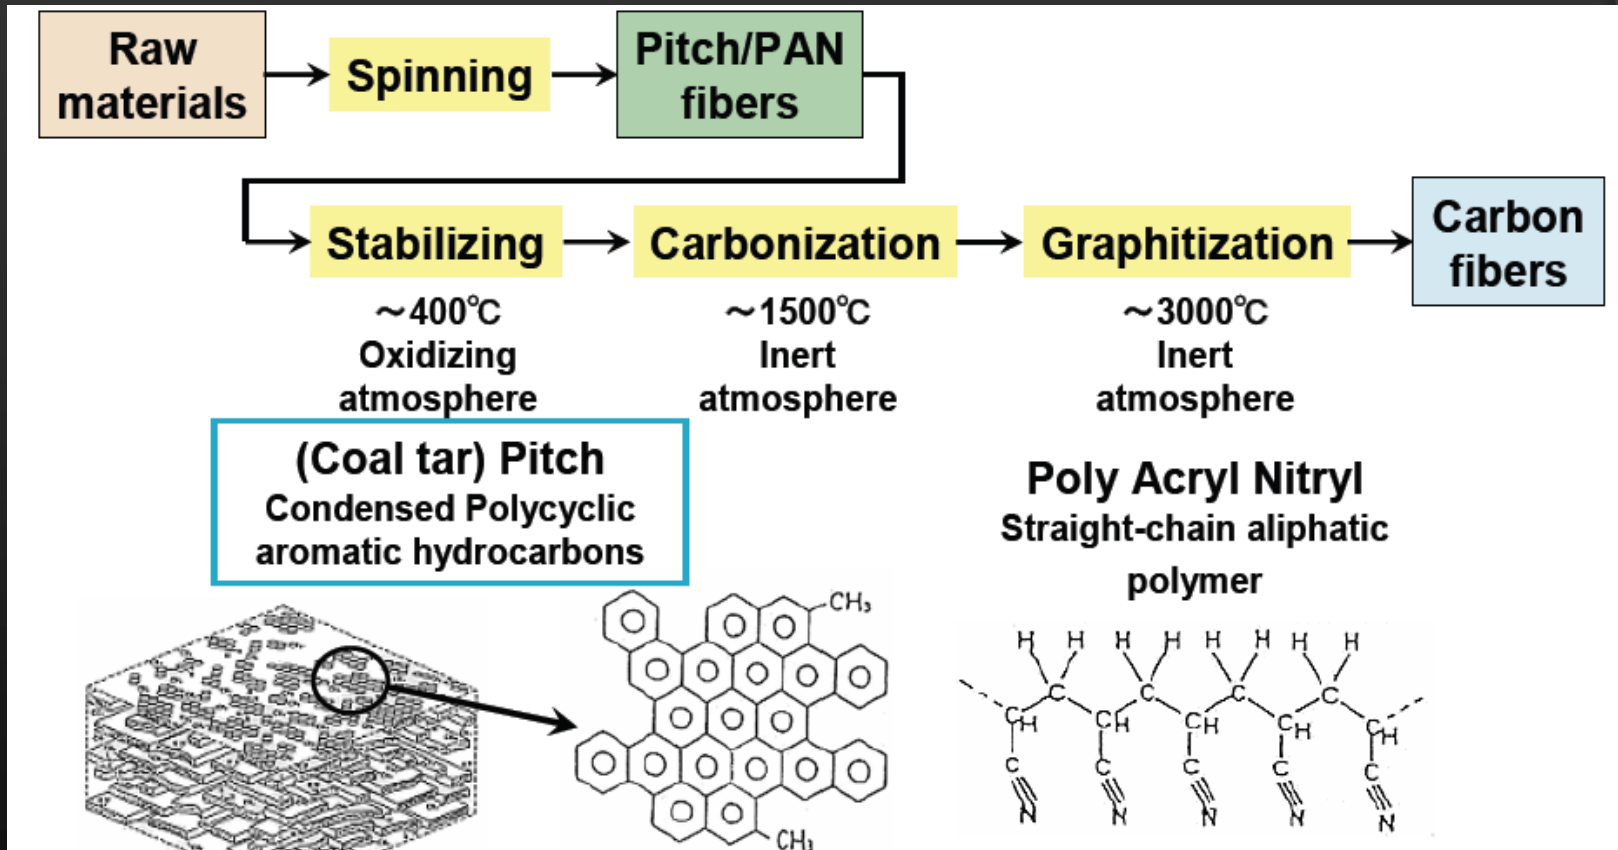 Raw
materials
Spinning
Pitch/PAN
fibers
Stabilizing
Carbonization
Graphitization
Carbon
fibers
~400℃
Oxidizing
atmosphere
~1500℃
Inert
atmosphere
~3000℃
Inert
atmosphere
(Coal tar) Pitch
Condensed Polycyclic
aromatic hydrocarbons
Poly Acryl Nitryl
Straight-chain aliphatic
polymer
CH₃
CH₃
H H H H H H H H
C C C C
CH CH CH CH CH
C C C C C
N N N N N